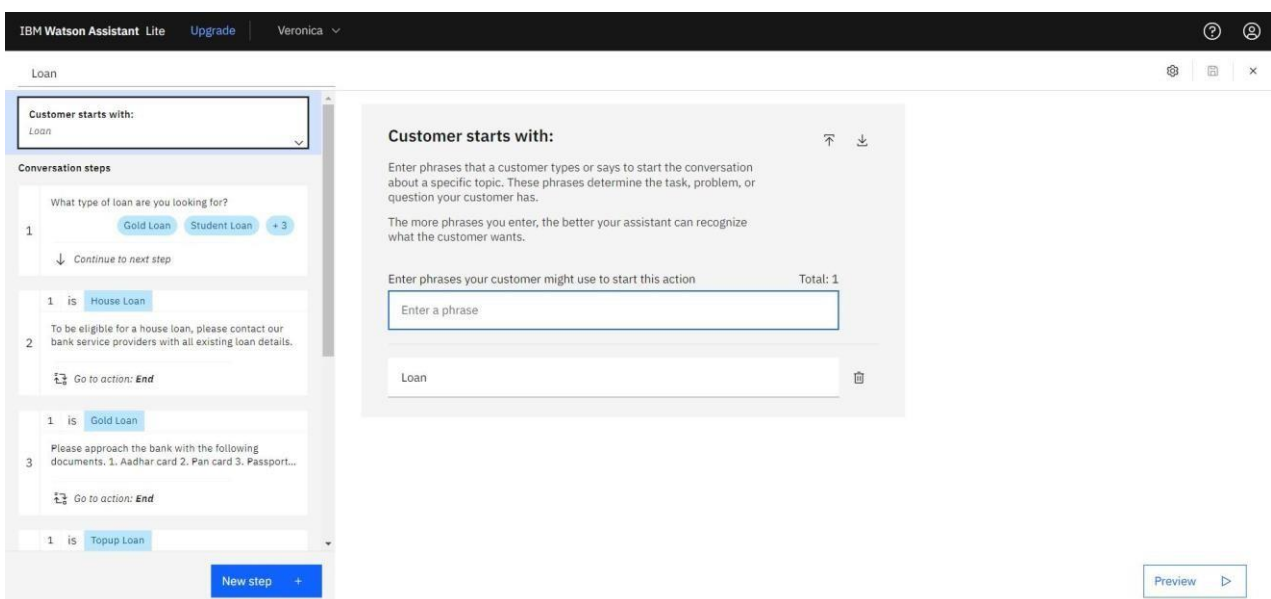 IBM Watson Assistant Lite Upgrade Veronica
Loan
Customer starts with:
Loan
Conversation steps
1
What type of loan are you looking for?
Gold Loan Student Loan + 3
Continue to next step
1 is House Loan
2
To be eligible for a house loan, please contact our
bank service providers with all existing loan details.
Go to action: End
1 is Gold Loan
3
Please approach the bank with the following
documents. 1. Aadhar card 2. Pan card 3. Passport...
Go to action: End
1 is Topup Loan
New step +
Customer starts with:
Enter phrases that a customer types or says to start the conversation
about a specific topic. These phrases determine the task, problem, or
question your customer has.
The more phrases you enter, the better your assistant can recognize
what the customer wants.
Enter phrases your customer might use to start this action Total: 1
Enter a phrase
Loan
Preview